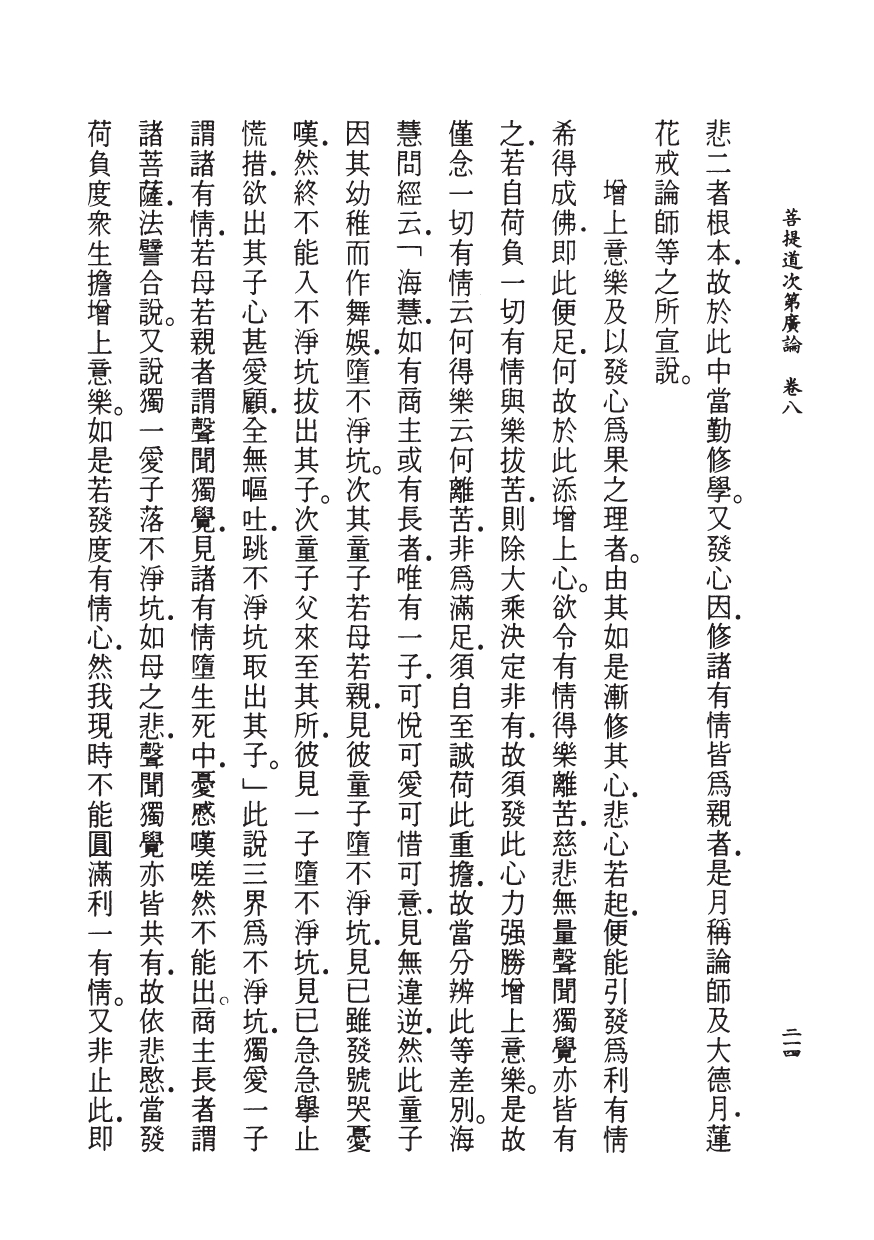 菩提道次第廣論　卷八
二一四
悲二者根本．故於此中當勤修學。又發心因．修諸有情皆爲親者．是月稱論師及大德月．蓮
花戒論師等之所宣說。
增上意樂及以發心爲果之理者。由其如是漸修其心．悲心若起．便能引發爲利有情
希得成佛．即此便足．何故於此添增上心。欲令有情得樂離苦．慈悲無量聲聞獨覺亦皆有
之．若自荷負一切有情與樂拔苦．則除大乘決定非有．故須發此心力强勝增上意樂。是故
僅念一切有情云何得樂云何離苦．非爲滿足．須自至誠荷此重擔．故當分辨此等差別。海
慧問經云．「海慧．如有商主或有長者．唯有一子．可悅可愛可惜可意．見無違逆．然此童子
因其幼稚而作舞娛．墮不淨坑。次其童子若母若親．見彼童子墮不淨坑．見已雖發號哭憂
嘆．然終不能入不淨坑拔出其子。次童子父來至其所．彼見一子墮不淨坑．見已急急舉止
慌措．欲出其子心甚愛顧．全無嘔吐．跳不淨坑取出其子。」此說三界爲不淨坑．獨愛一子
謂諸有情．若母若親者謂聲聞獨覺．見諸有情墮生死中．憂慼嘆嗟然不能出。商主長者謂
諸菩薩．法譬合說。又說獨一愛子落不淨坑．如母之悲．聲聞獨覺亦皆共有．故依悲愍．當發
荷負度衆生擔增上意樂。如是若發度有情心．然我現時不能圓滿利一有情。又非止此．即